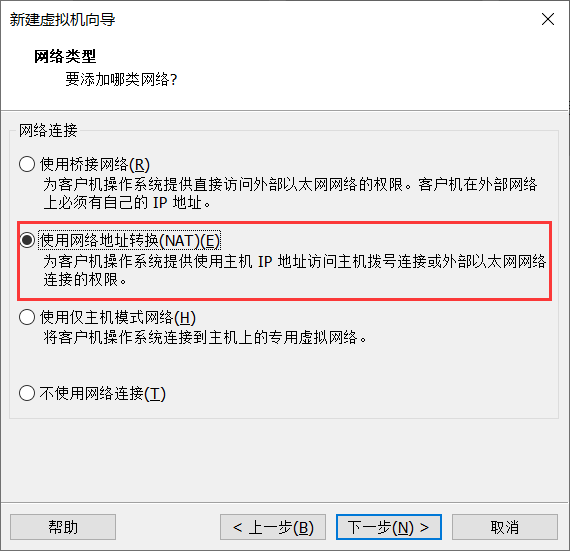 新建虚拟机向导
网络类型
要添加哪类网络?
网络连接
使用桥接网络(R)
为客户机操作系统提供直接访问外部以太网网络的权限。客户机在外部网络
上必须有自己的 IP 地址。
使用网络地址转换(NAT)(E)
为客户机操作系统提供使用主机 IP 地址访问主机拨号连接或外部以太网网络
连接的权限。
使用仅主机模式网络(H)
将客户机操作系统连接到主机上的专用虚拟网络。
不使用网络连接(T)
帮助
< 上一步(B)
下一步(N) >
取消